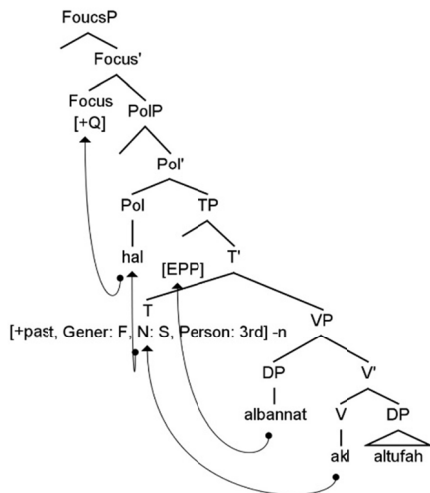 FoucsP
Focus'
Focus
[+Q]
PolP
Pol'
Pol
TP
hal
[EPP]
T'
T
[+past, Gener: F, N: S, Person: 3rd] -n
VP
DP
V'
albannat
V
DP
akl
altufah